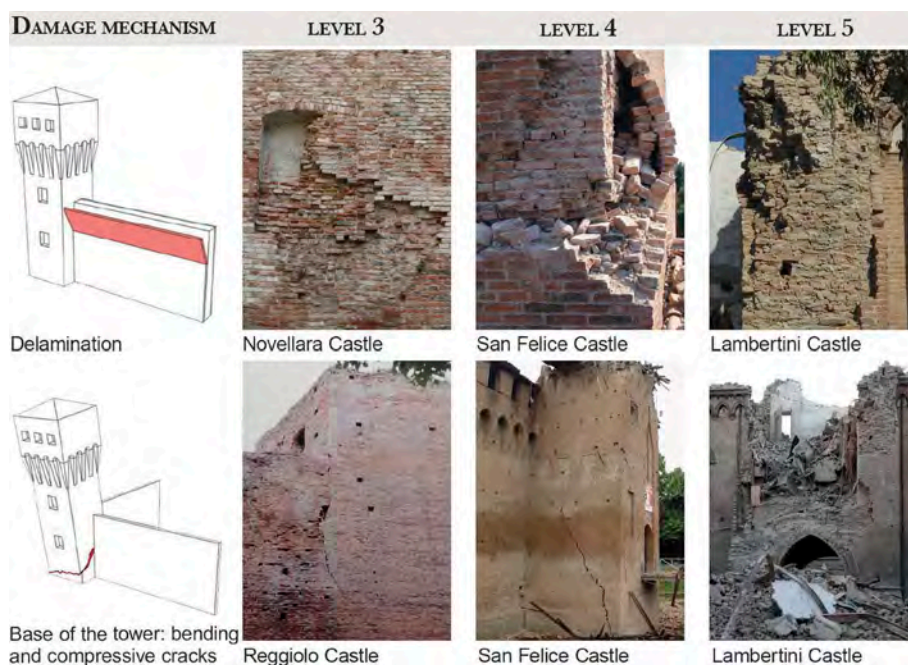 DAMAGE MECHANISM LEVEL 3 LEVEL 4 LEVEL 5
Delamination Novellara Castle San Felice Castle Lambertini Castle
Base of the tower: bending
and compressive cracks Reggiolo Castle San Felice Castle Lambertini Castle